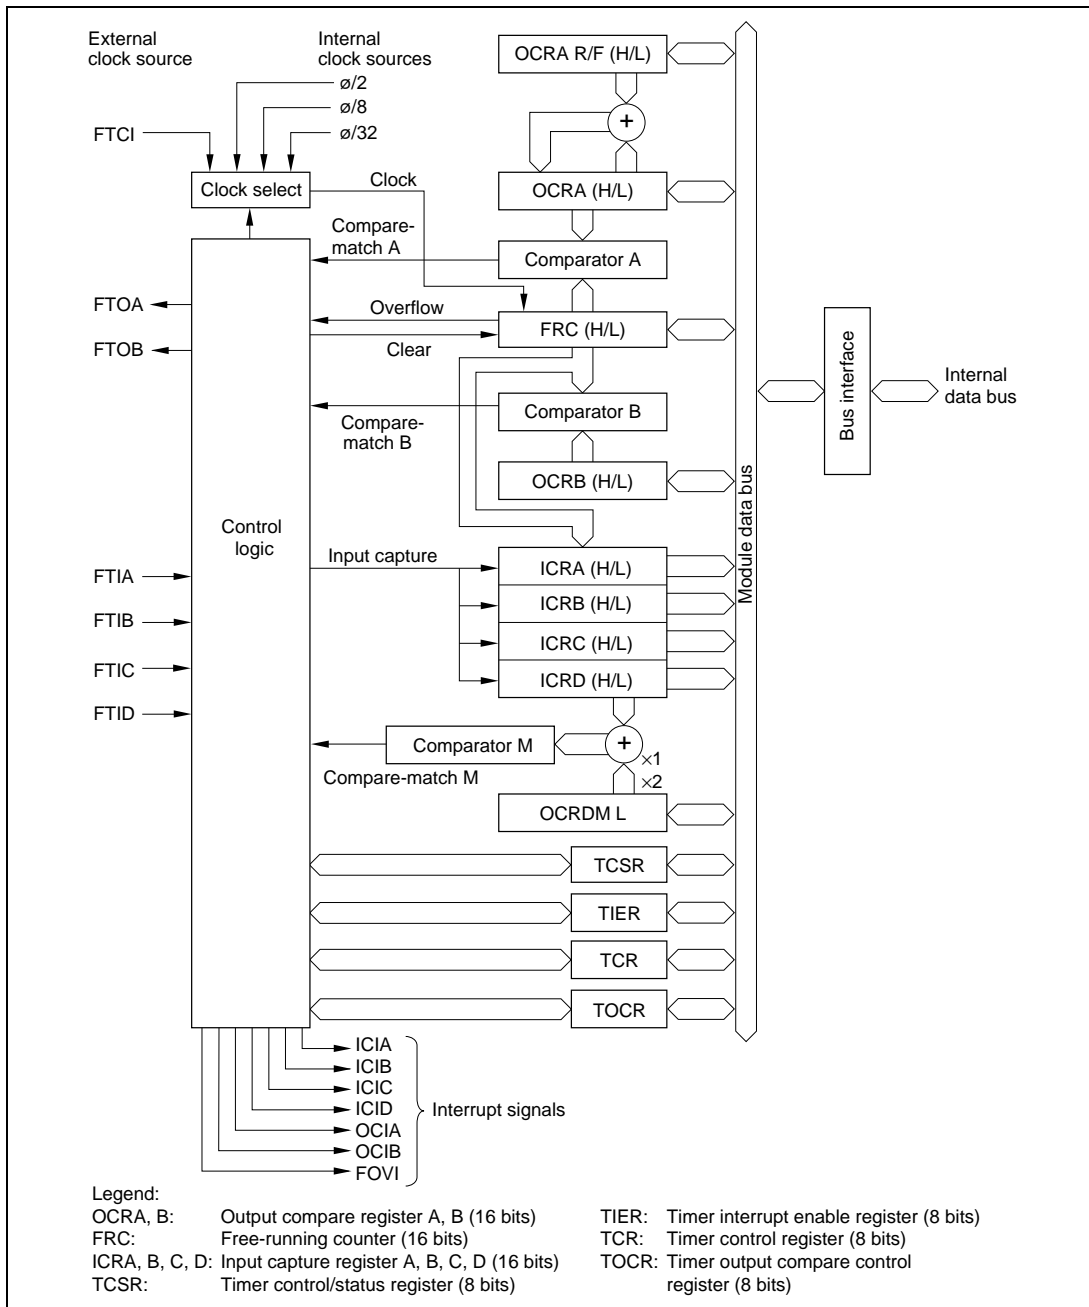 External
clock source
Internal
clock sources
ø/2
ø/8
ø/32
FTCI
Clock select
Clock
OCRA R/F (H/L)
+
OCRA (H/L)
Compare-
match A
Comparator A
FTOA
Overflow
FRC (H/L)
FTOB
Clear
Comparator B
Compare-
match B
OCRB (H/L)
Bus interface
Internal
data bus
Module data bus
Control
logic
Input capture
ICRA (H/L)
ICRB (H/L)
ICRC (H/L)
ICRD (H/L)
FTIA
FTIB
FTIC
FTID
Comparator M
+
×1
×2
Compare-match M
OCRDM L
TCSR
TIER
TCR
TOCR
ICIA
ICIB
ICIC
ICID
OCIA
OCIB
FOVI
Interrupt signals
Legend:
OCRA, B: Output compare register A, B (16 bits)
FRC: Free-running counter (16 bits)
ICRA, B, C, D: Input capture register A, B, C, D (16 bits)
TCSR: Timer control/status register (8 bits)
TIER: Timer interrupt enable register (8 bits)
TCR: Timer control register (8 bits)
TOCR: Timer output compare control
register (8 bits)